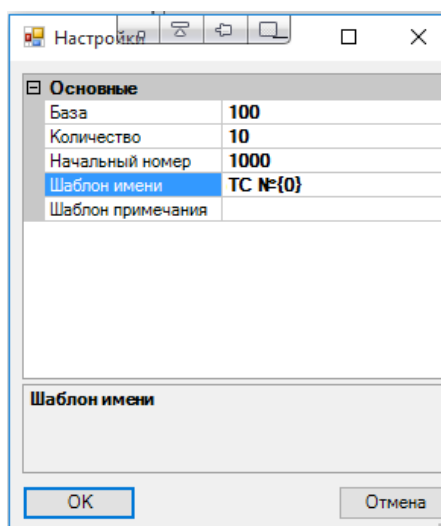 Настройки
Основные
База 100
Количество 10
Начальный номер 1000
Шаблон имени ТС №{0}
Шаблон примечания
Шаблон имени
OK Отмена